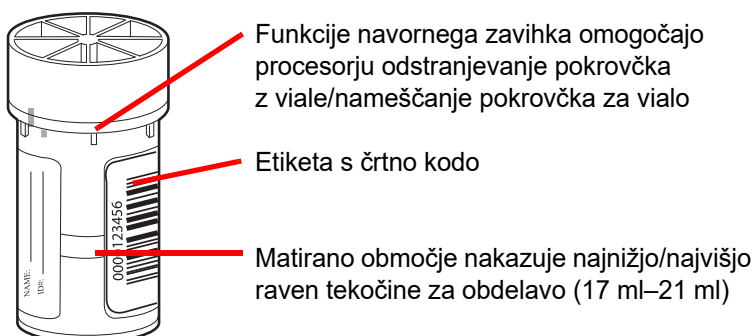 Funkcije navornega zavihka omogočajo
procesorju odstranjevanje pokrovčka
z viale/nameščanje pokrovčka za vialo
Etiketa s črtno kodo
Matirano območje nakazuje najnižjo/najvišjo
raven tekočine za obdelavo (17 ml–21 ml)
NAME:
ID#:
0000123456